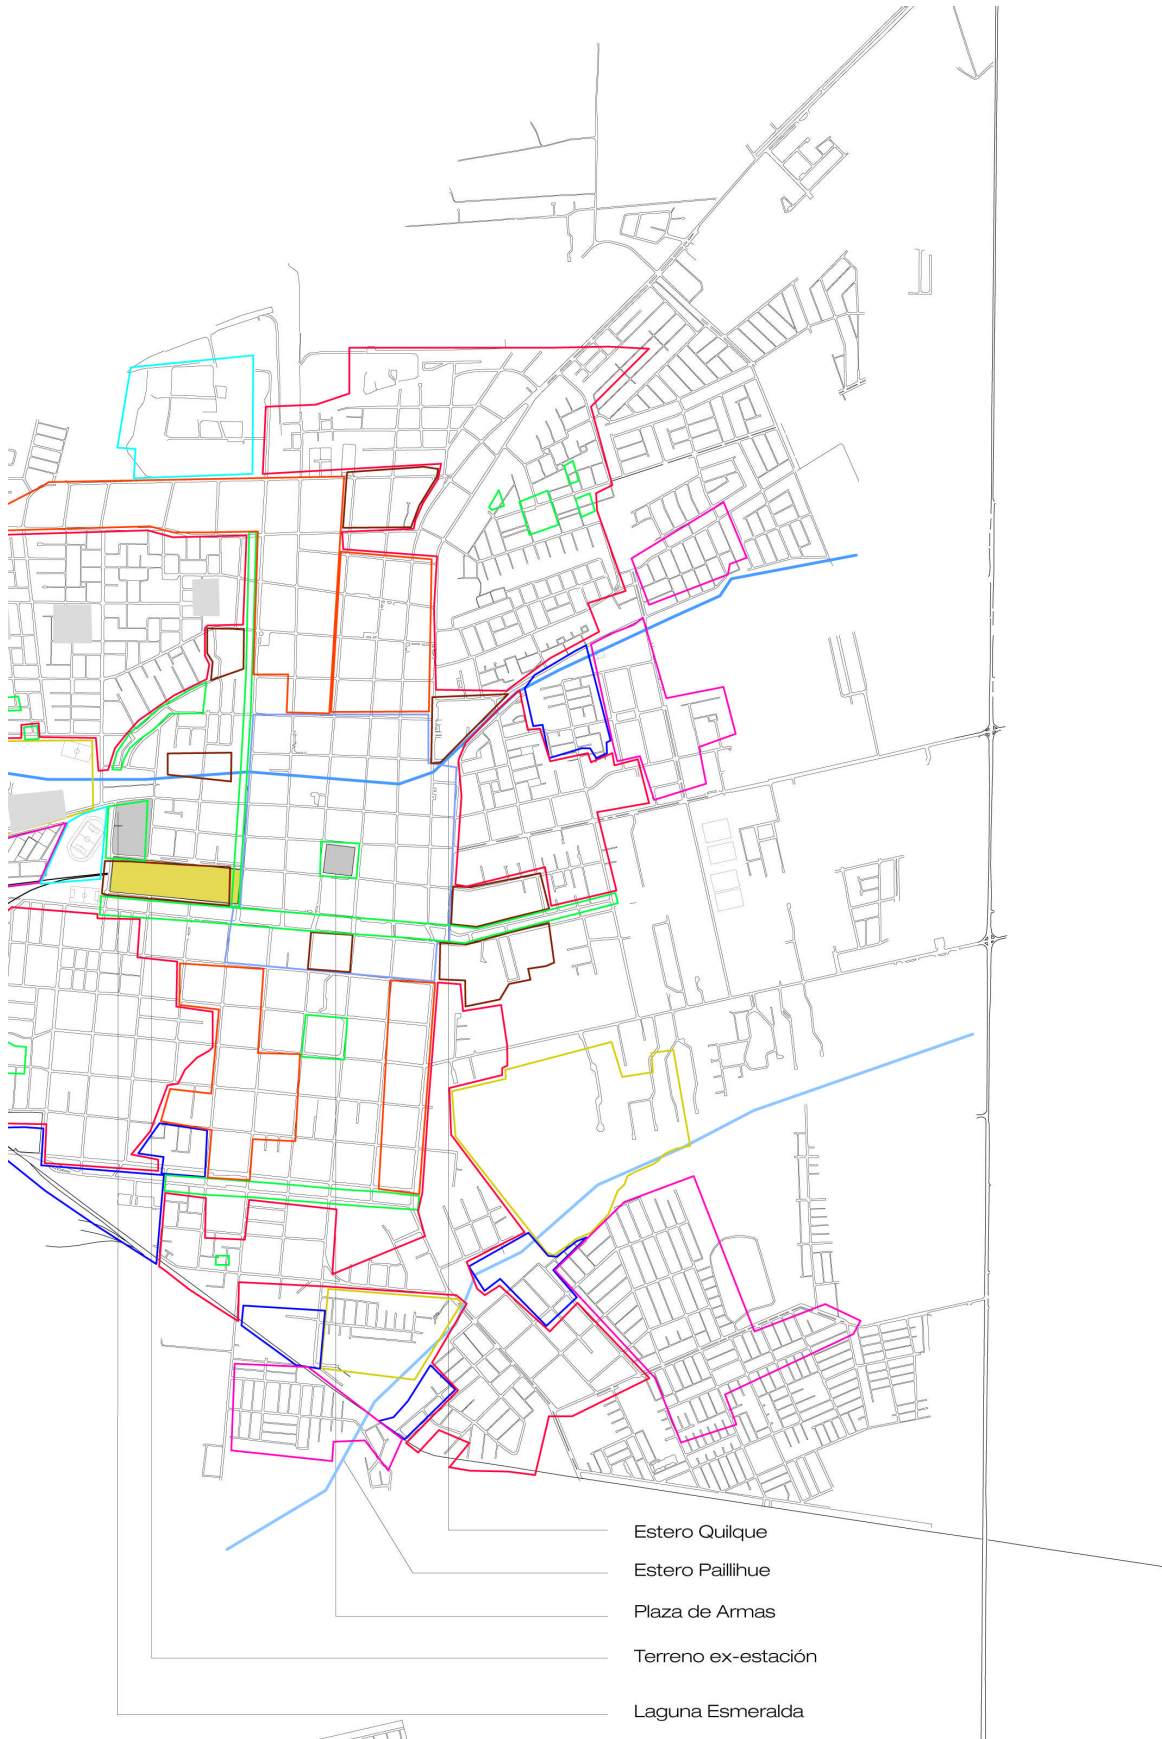 Estero Quilque
Estero Paillihue
Plaza de Armas
Terreno ex-estación
Laguna Esmeralda